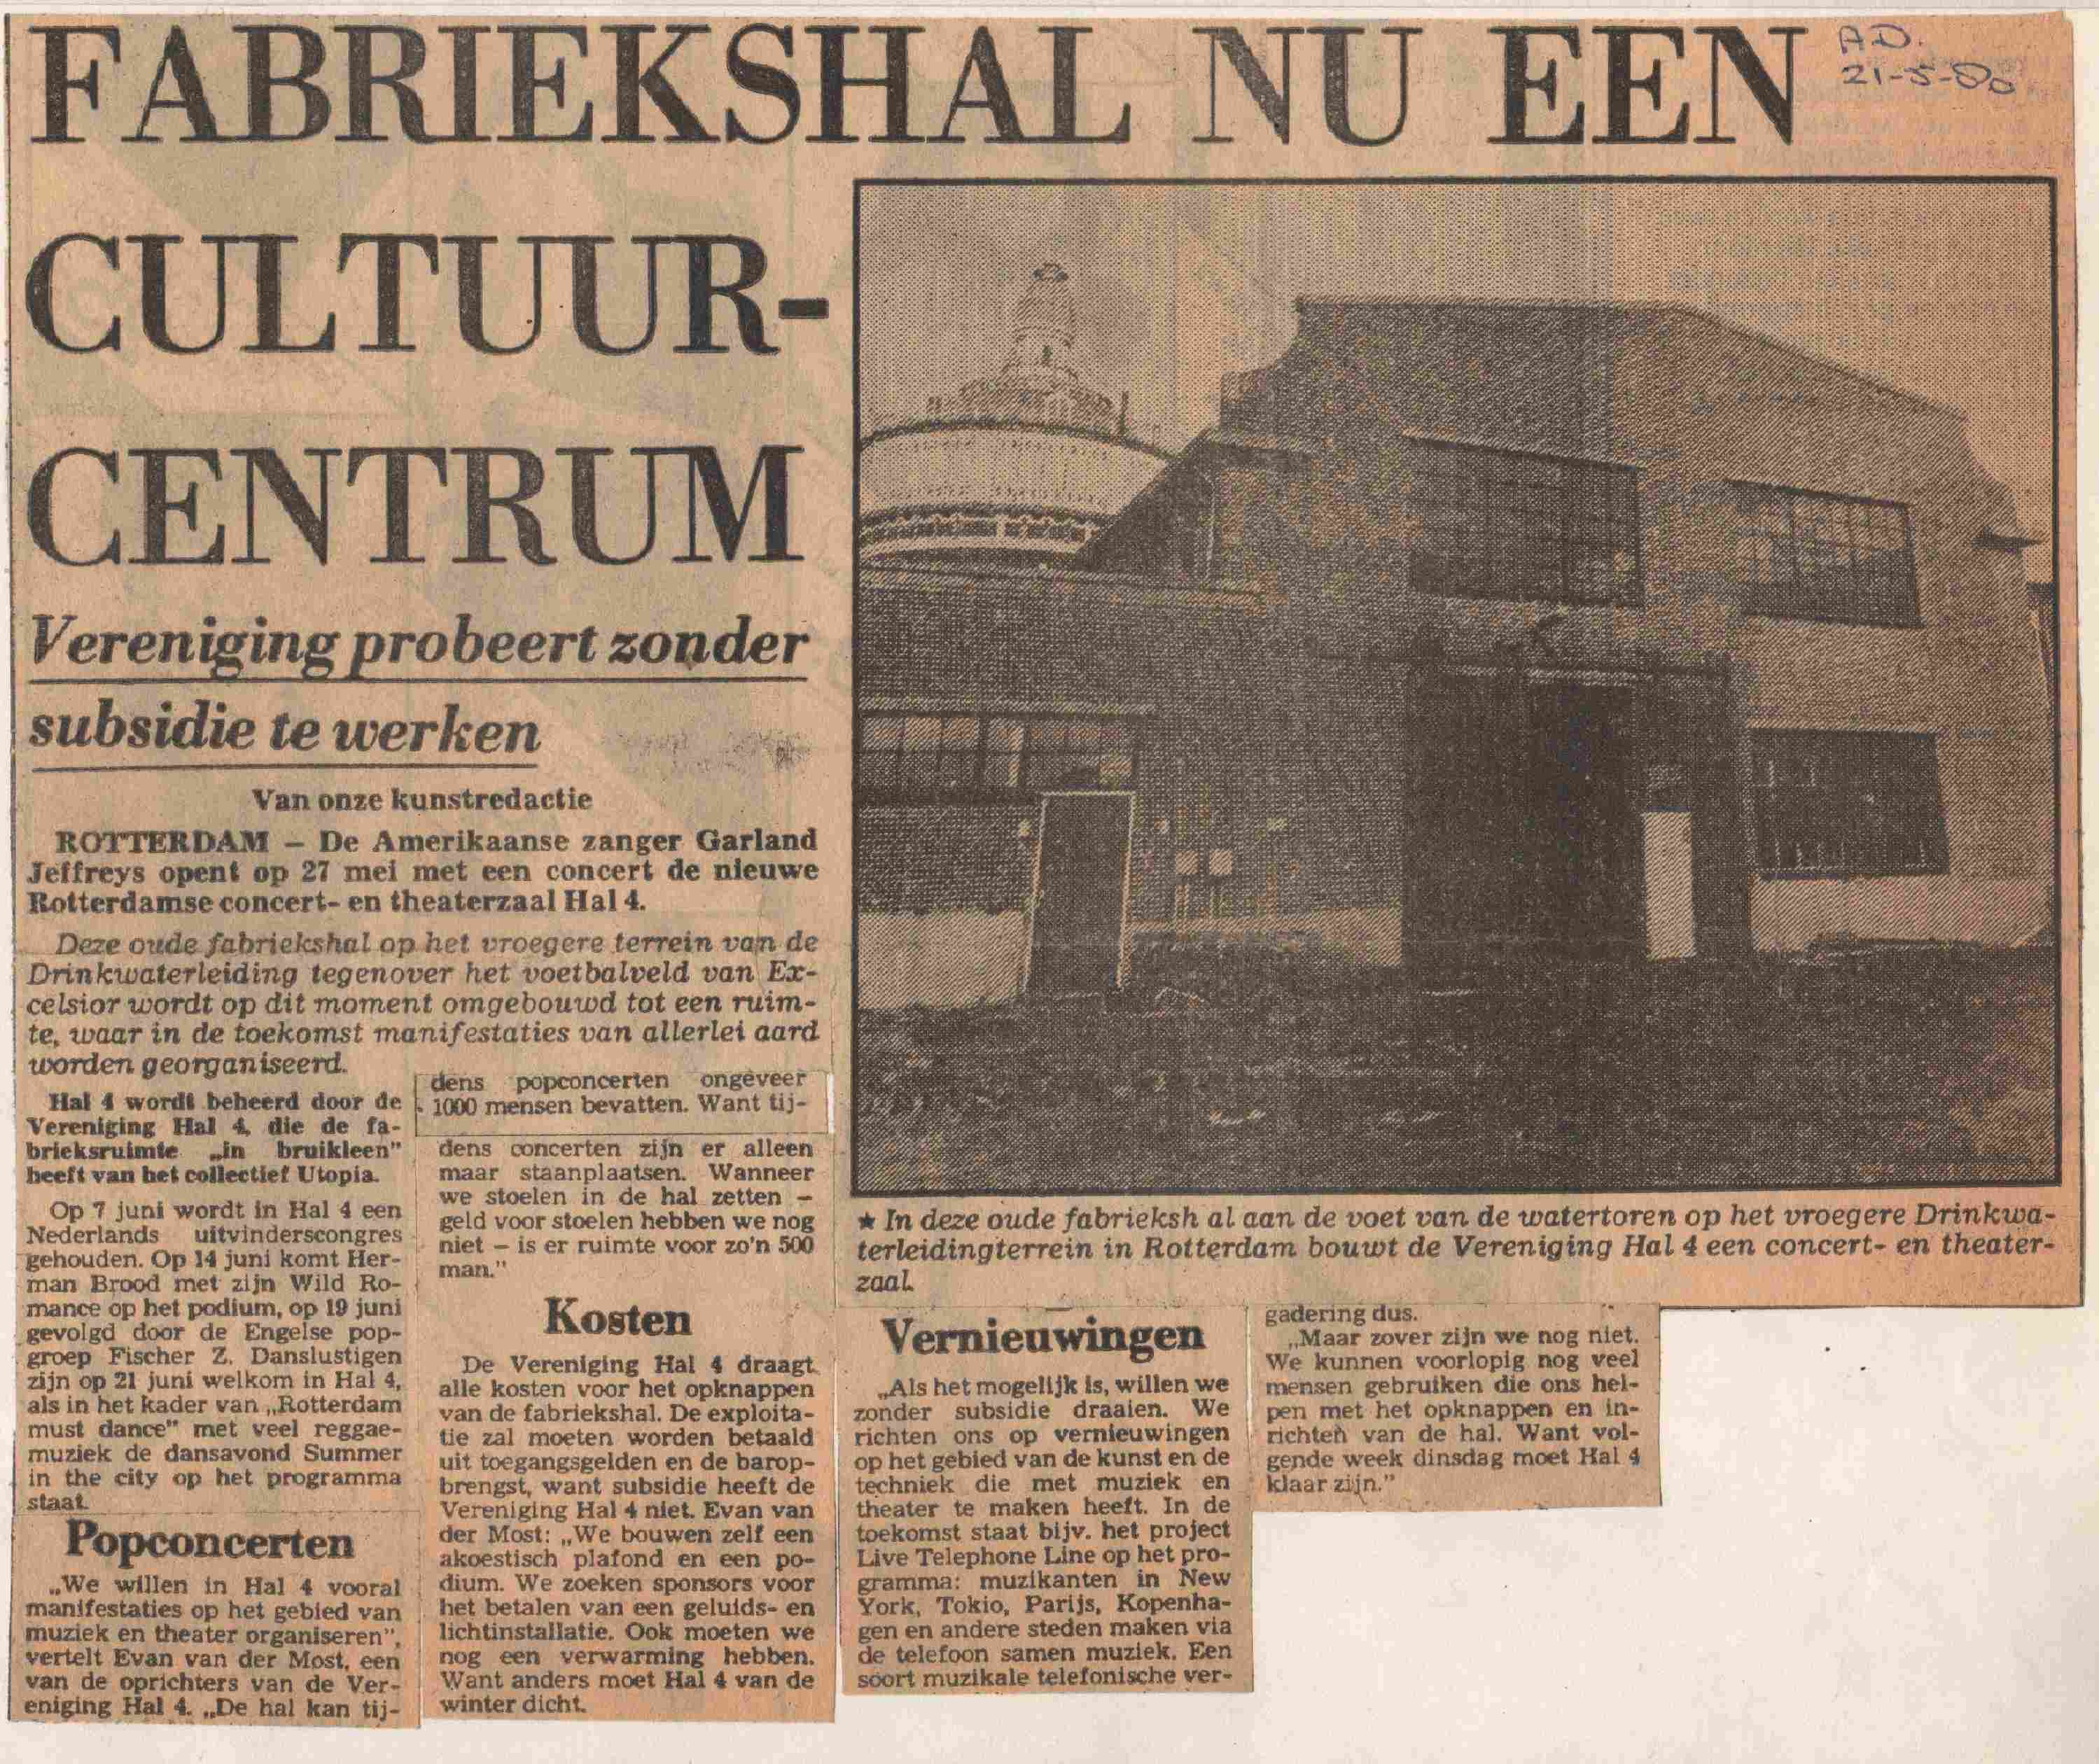 FABRIEKSHAL NU EEN
AD.
21-5-80
CULTUUR-
CENTRUM
Vereniging probeert zonder
subsidie te werken
Van onze kunstredactie
ROTTERDAM — De Amerikaanse zanger Garland
Jeffreys opent op 27 mei met een concert de nieuwe
Rotterdamse concert- en theaterzaal Hal 4.
Deze oude fabriekshal op het vroegere terrein van de
Drinkwaterleiding tegenover het voetbalveld van Ex-
celsior wordt op dit moment omgebouwd tot een ruim-
te, waar in de toekomst manifestaties van allerlei aard
worden georganiseerd.
Hal 4 wordt beheerd door de
Vereniging Hal 4, die de fa-
brieksruimte „in bruikleen”
heeft van het collectief Utopia.
Op 7 juni wordt in Hal 4 een
Nederlands uitvinderscongres
gehouden. Op 14 juni komt Her-
man Brood met zijn Wild Ro-
mance op het podium, op 19 juni
gevolgd door de Engelse pop-
groep Fischer Z. Danslustigen
zijn op 21 juni welkom in Hal 4,
als in het kader van „Rotterdam
must dance” met veel reggae-
muziek de dansavond Summer
in the city op het programma
staat.
Popconcerten
„We willen in Hal 4 vooral
manifestaties op het gebied van
muziek en theater organiseren”,
vertelt Evan van der Most, een
van de oprichters van de Ver-
eniging Hal 4. „De hal kan tij-
dens popconcerten ongeveer
1000 mensen bevatten. Want tij-
dens concerten zijn er alleen
maar staanplaatsen. Wanneer
we stoelen in de hal zetten —
geld voor stoelen hebben we nog
niet — is er ruimte voor zo'n 500
man.”
Kosten
De Vereniging Hal 4 draagt
alle kosten voor het opknappen
van de fabriekshal. De exploita-
tie zal moeten worden betaald
uit toegangsgelden en de barop-
brengst, want subsidie heeft de
Vereniging Hal 4 niet. Evan van
der Most: „We bouwen zelf een
akoestisch plafond en een po-
dium. We zoeken sponsors voor
het betalen van een geluids- en
lichtinstallatie. Ook moeten we
nog een verwarming hebben.
Want anders moet Hal 4 van de
winter dicht.
★ In deze oude fabrieksh al aan de voet van de watertoren op het vroegere Drinkwa-
terleidingterrein in Rotterdam bouwt de Vereniging Hal 4 een concert- en theater-
zaal.
Vernieuwingen
„Als het mogelijk is, willen we
zonder subsidie draaien. We
richten ons op vernieuwingen
op het gebied van de kunst en de
techniek die met muziek en
theater te maken heeft. In de
toekomst staat bijv. het project
Live Telephone Line op het pro-
gramma: muzikanten in New
York, Tokio, Parijs, Kopenha-
gen en andere steden maken via
de telefoon samen muziek. Een
soort muzikale telefonische ver-
gadering dus.
„Maar zover zijn we nog niet.
We kunnen voorlopig nog veel
mensen gebruiken die ons hel-
pen met het opknappen en in-
richten van de hal. Want vol-
gende week dinsdag moet Hal 4
klaar zijn.”